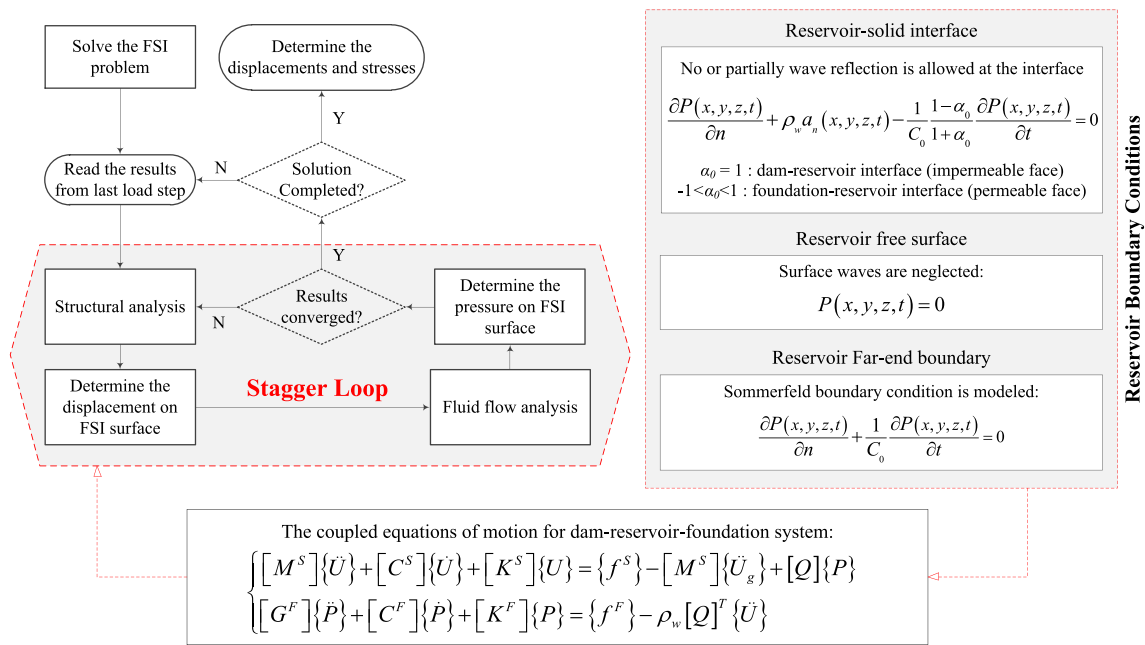 Solve the FSI
problem
Determine the
displacements and stresses
Y
N
Read the results
from last load step
Solution
Completed?
Y
Structural analysis
N
Results
converged?
Determine the
pressure on FSI
surface
Determine the
displacement on
FSI surface
Stagger Loop
Fluid flow analysis
Reservoir Boundary Conditions
Reservoir-solid interface
No or partially wave reflection is allowed at the interface
∂P(x,y,z,t)/∂n + ρ_w a_n (x,y,z,t) − 1/C_0 (1−α_0)/(1+α_0) ∂P(x,y,z,t)/∂t = 0
α_0 = 1 : dam-reservoir interface (impermeable face)
-1<α_0<1 : foundation-reservoir interface (permeable face)
Reservoir free surface
Surface waves are neglected:
P(x,y,z,t) = 0
Reservoir Far-end boundary
Sommerfeld boundary condition is modeled:
∂P(x,y,z,t)/∂n + 1/C_0 ∂P(x,y,z,t)/∂t = 0
The coupled equations of motion for dam-reservoir-foundation system:
[M^S]{Ü} + [C^S]{U̇} + [K^S]{U} = {f^S} − [M^S]{Ü_g} + [Q]{P}
[G^F]{P̈} + [C^F]{Ṗ} + [K^F]{P} = {f^F} − ρ_w [Q]^T {Ü}